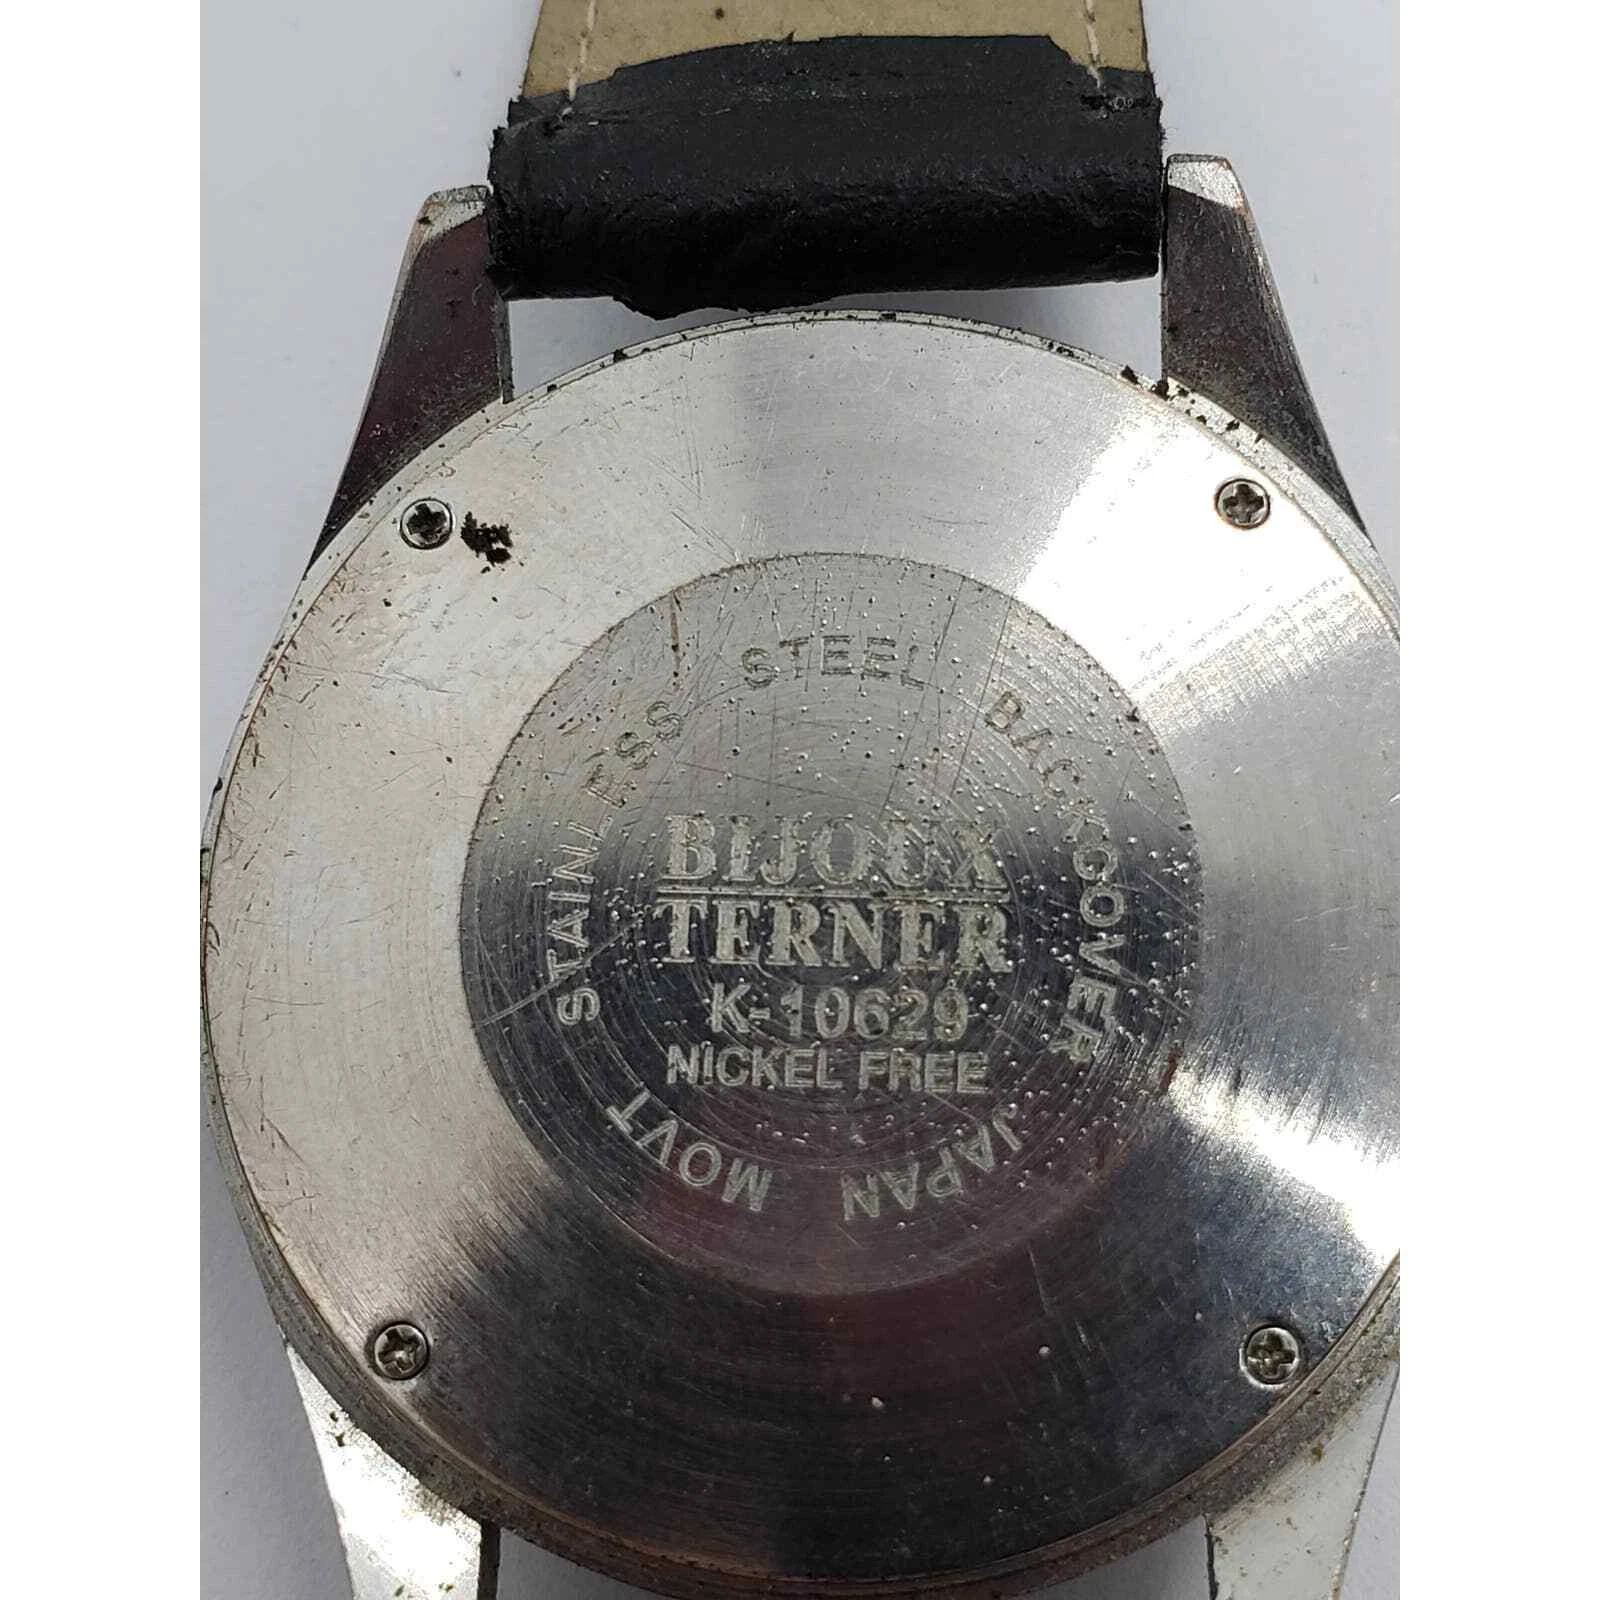 STAINLESS STEEL BACK COVER
BIJOUX
TERNER
K-10629
NICKEL FREE
JAPAN MOVT